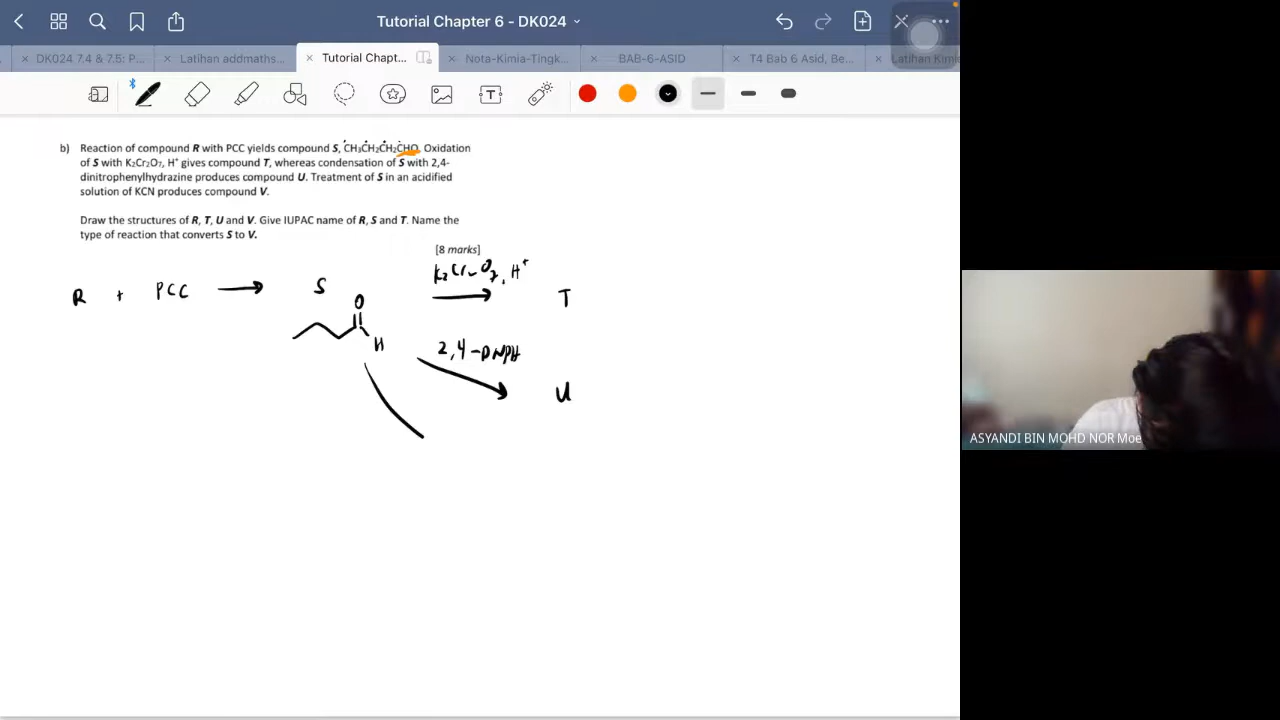 Tutorial Chapter 6 - DK024
DK024 7.4 & 7.5: P...
Latihan addmaths...
Tutorial Chapt...
Nota-Kimia-Tingk...
BAB-6-ASID
T4 Bab 6 Asid, Be...
Latihan Kimi
b) Reaction of compound R with PCC yields compound S, CH3CH2CH2CHO. Oxidation
of S with K2Cr2O7, H⁺ gives compound T, whereas condensation of S with 2,4-
dinitrophenylhydrazine produces compound U. Treatment of S in an acidified
solution of KCN produces compound V.
Draw the structures of R, T, U and V. Give IUPAC name of R, S and T. Name the
type of reaction that converts S to V.
[8 marks]
R + PCC → S K2Cr2O7, H⁺ → T
O
H
2,4-DNPH
U
ASYANDI BIN MOHD NOR Moe